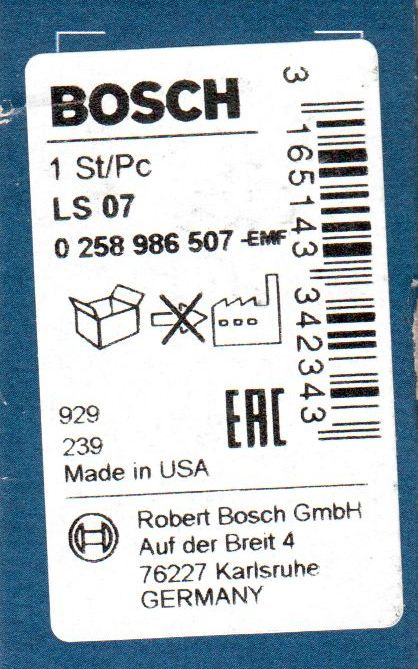 BOSCH
1 St/Pc
LS 07
0 258 986 507 -EMF
3 165143 342343
929
239
EAC
Made in USA
Robert Bosch GmbH
Auf der Breit 4
76227 Karlsruhe
GERMANY